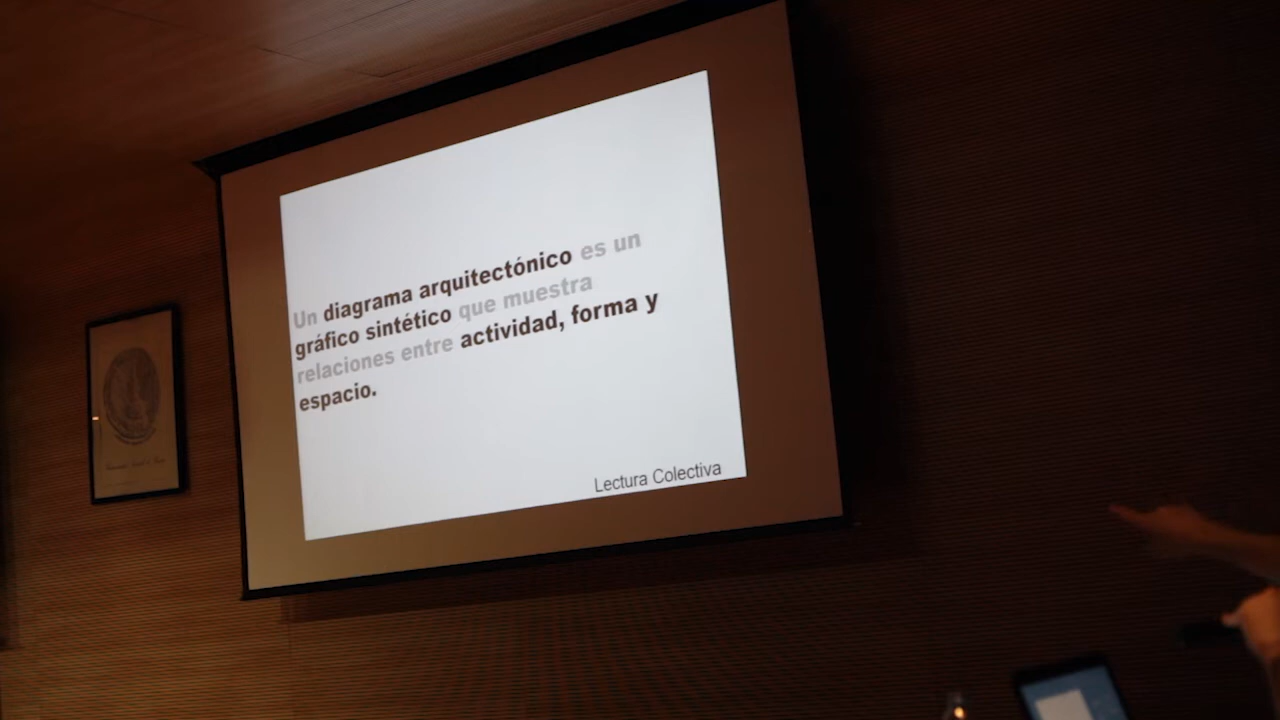 Un diagrama arquitectónico es un
gráfico sintético que muestra
relaciones entre actividad, forma y
espacio.
Lectura Colectiva